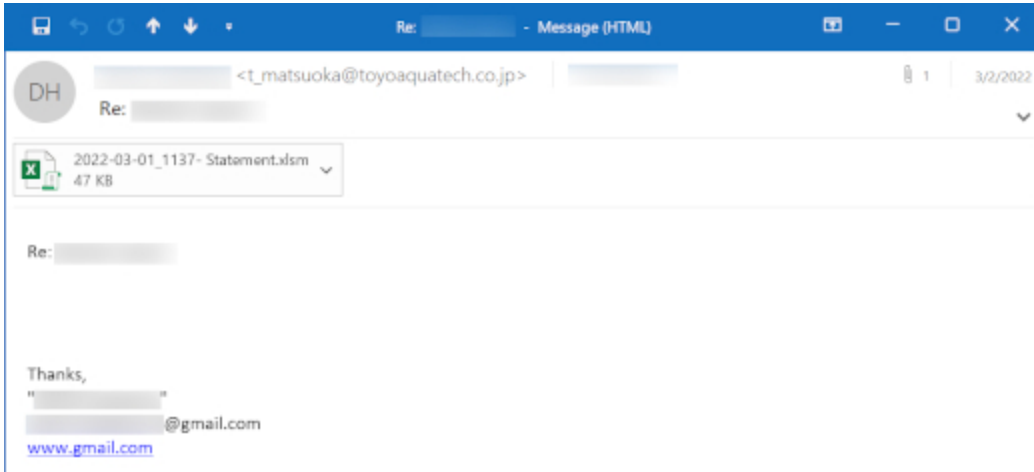 Re: - Message (HTML)
DH
<t_matsuoka@toyoaquatech.co.jp>
1
3/2/2022
Re:
2022-03-01_1137- Statement.xlsm
47 KB
Re:
Thanks,
" "
@gmail.com
www.gmail.com